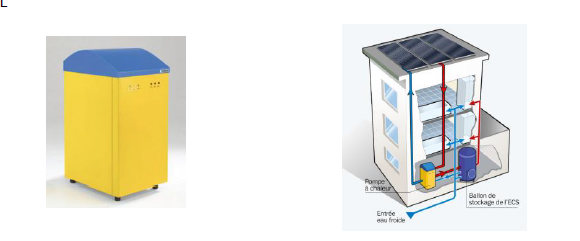 L
Pompe
à chaleur
Ballon de
stockage de l'ECS
Entrée
eau froide